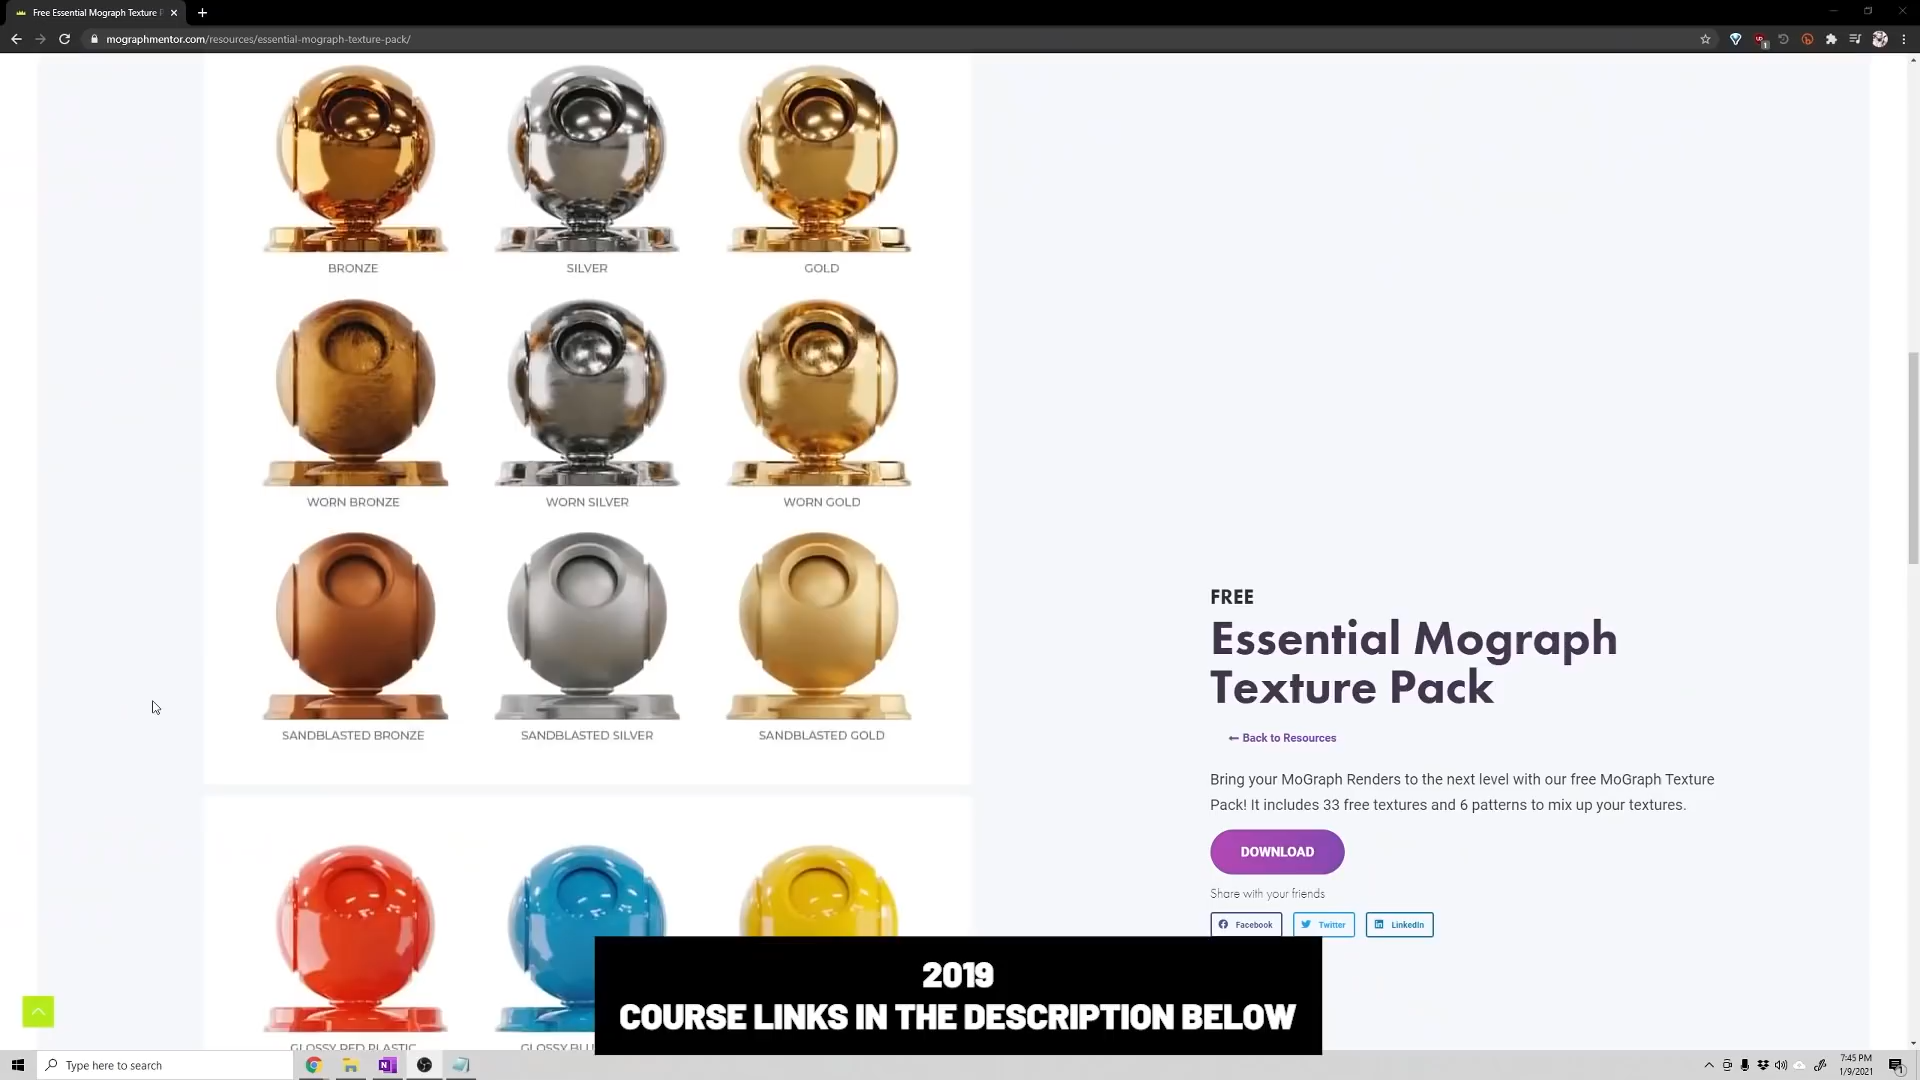 Free Essential Mograph Texture P
mographmentor.com/resources/essential-mograph-texture-pack/
BRONZE
SILVER
GOLD
WORN BRONZE
WORN SILVER
WORN GOLD
SANDBLASTED BRONZE
SANDBLASTED SILVER
SANDBLASTED GOLD
FREE
Essential Mograph
Texture Pack
Back to Resources
Bring your MoGraph Renders to the next level with our free MoGraph Texture
Pack! It includes 33 free textures and 6 patterns to mix up your textures.
DOWNLOAD
Share with your friends
Facebook
Twitter
LinkedIn
GLOSSY RED PLASTIC
2019
COURSE LINKS IN THE DESCRIPTION BELOW
Type here to search
7:45 PM
1/9/2021